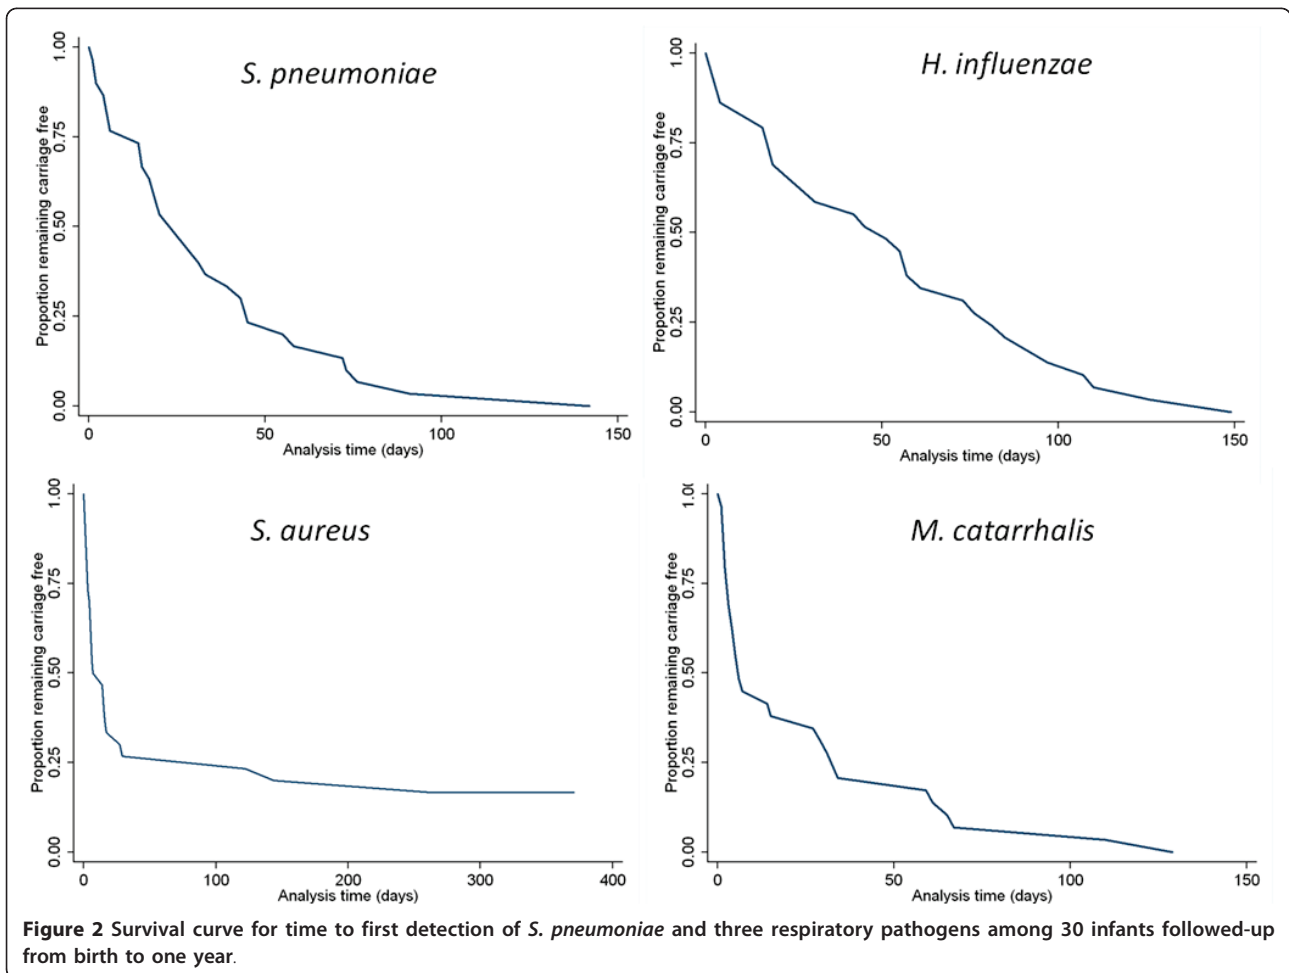 S. pneumoniae
Proportion remaining carriage free
1.00
0.75
0.50
0.25
0.00
0
50
100
150
Analysis time (days)
H. influenzae
Proportion remaining carriage free
1.00
0.75
0.50
0.25
0.00
0
50
100
150
Analysis time (days)
S. aureus
Proportion remaining carriage free
1.00
0.75
0.50
0.25
0.00
0
100
200
300
400
Analysis time (days)
M. catarrhalis
Proportion remaining carriage free
1.00
0.75
0.50
0.25
0.00
0
50
100
150
Analysis time (days)
Figure 2 Survival curve for time to first detection of S. pneumoniae and three respiratory pathogens among 30 infants followed-up
from birth to one year.